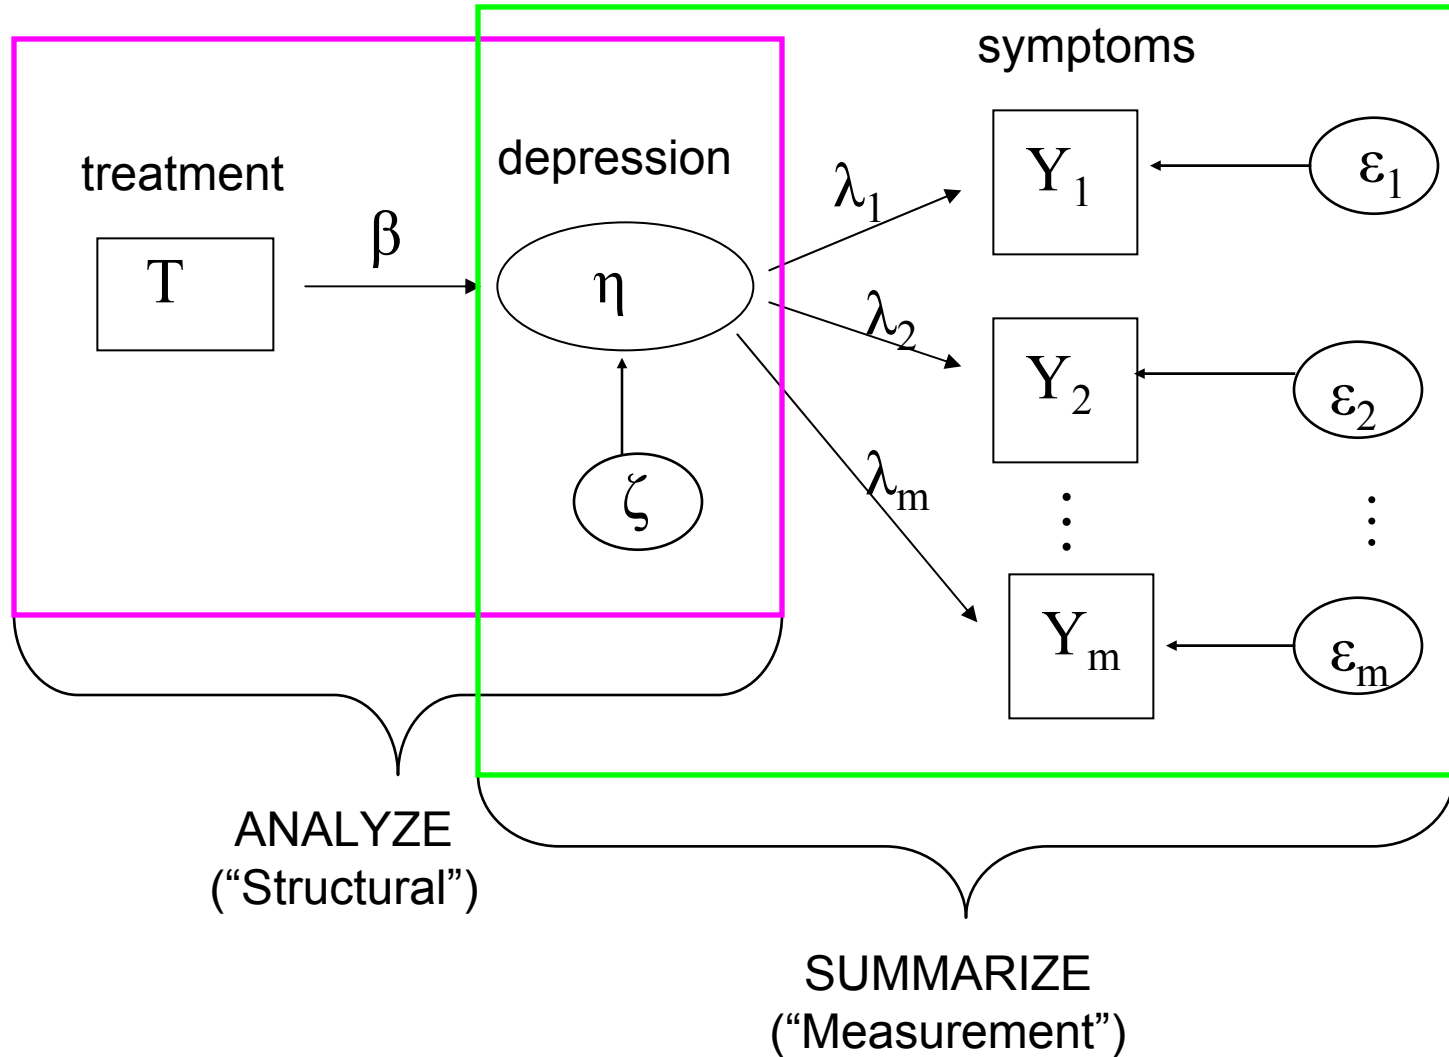 symptoms
treatment
depression
T
β
η
ζ
λ₁
λ₂
λₘ
Y₁
ε₁
Y₂
ε₂
⋮
⋮
Yₘ
εₘ
ANALYZE
(“Structural”)
SUMMARIZE
(“Measurement”)